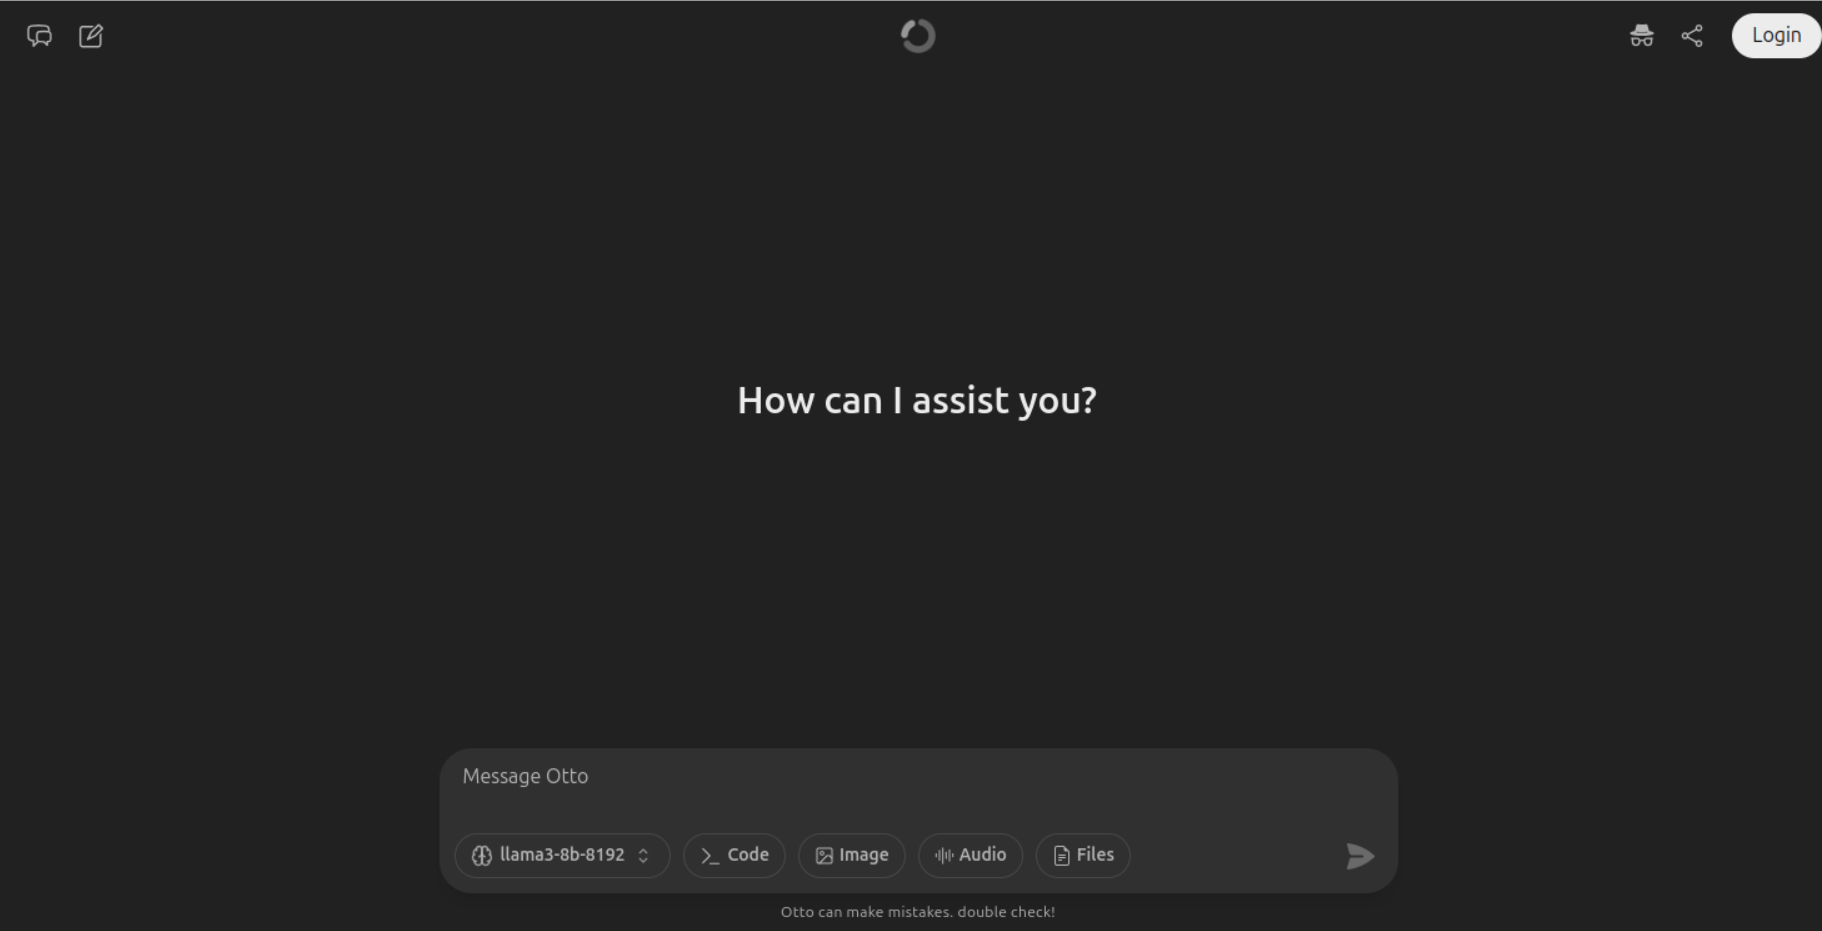 Login
How can I assist you?
Message Otto
llama3-8b-8192
Code
Image
Audio
Files
Otto can make mistakes. double check!